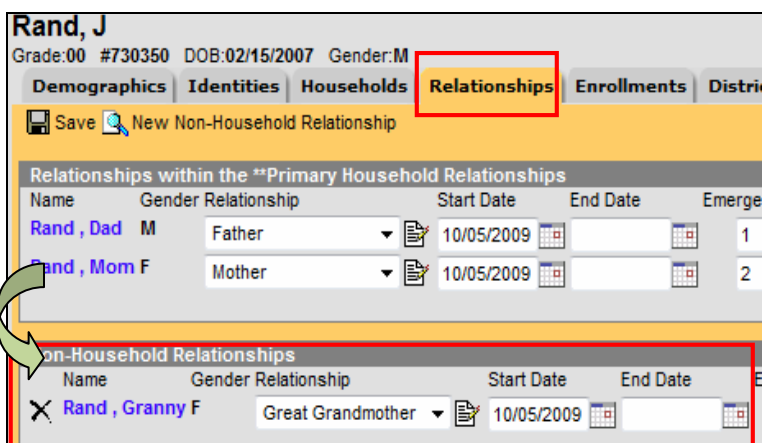 Rand, J
Grade:00 #730350 DOB:02/15/2007 Gender:M
Demographics Identities Households Relationships Enrollments Distri
Save New Non-Household Relationship
Relationships within the **Primary Household Relationships
Name Gender Relationship Start Date End Date Emerge
Rand , Dad M Father 10/05/2009 1
Rand , Mom F Mother 10/05/2009 2
on-Household Relationships
Name Gender Relationship Start Date End Date E
Rand , Granny F Great Grandmother 10/05/2009